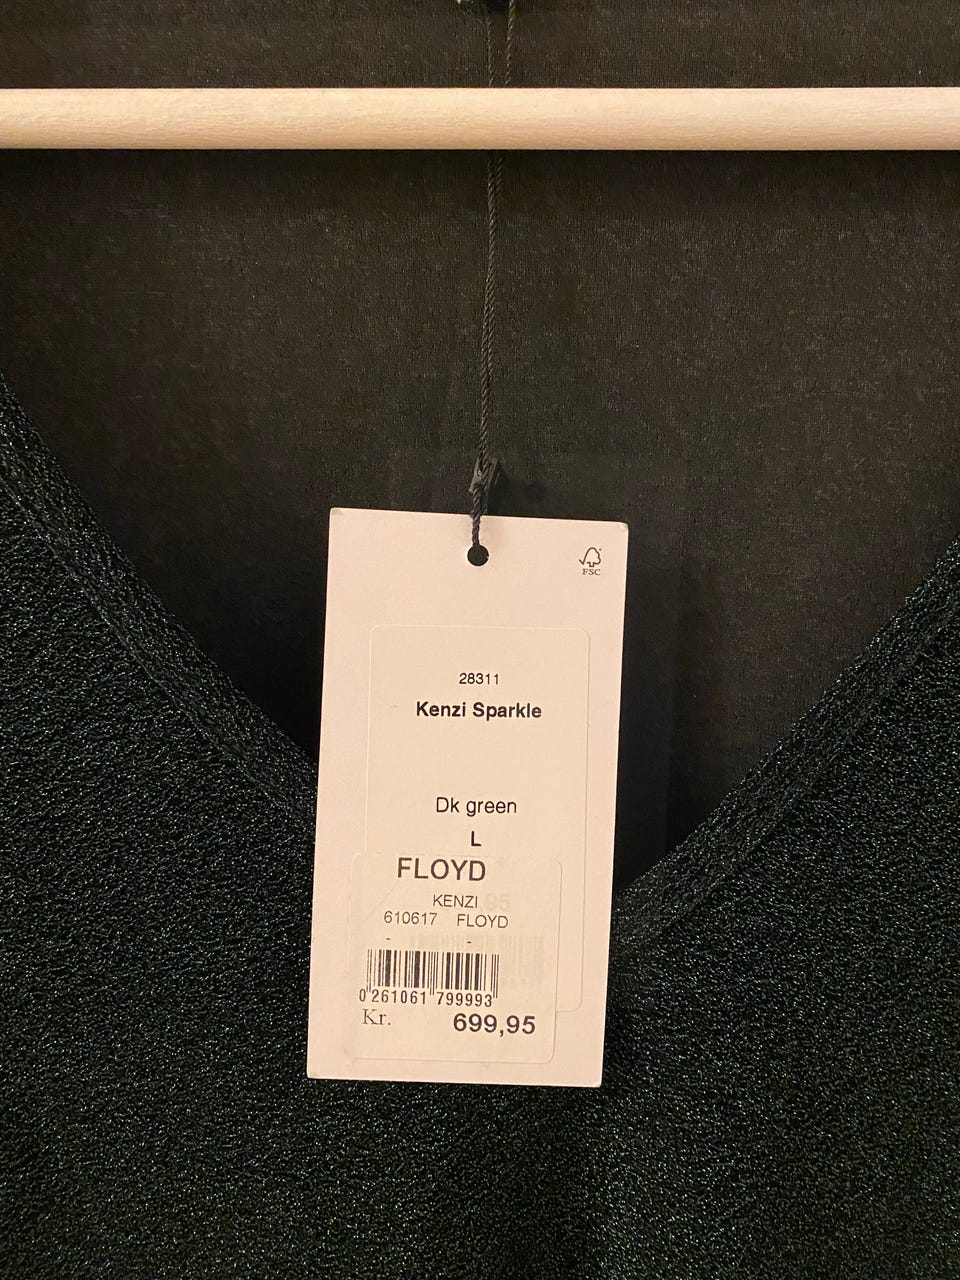 FSC
28311
Kenzi Sparkle
Dk green
L
FLOYD
KENZI
610617 FLOYD
- -
0 261061 799993
Kr. 699,95